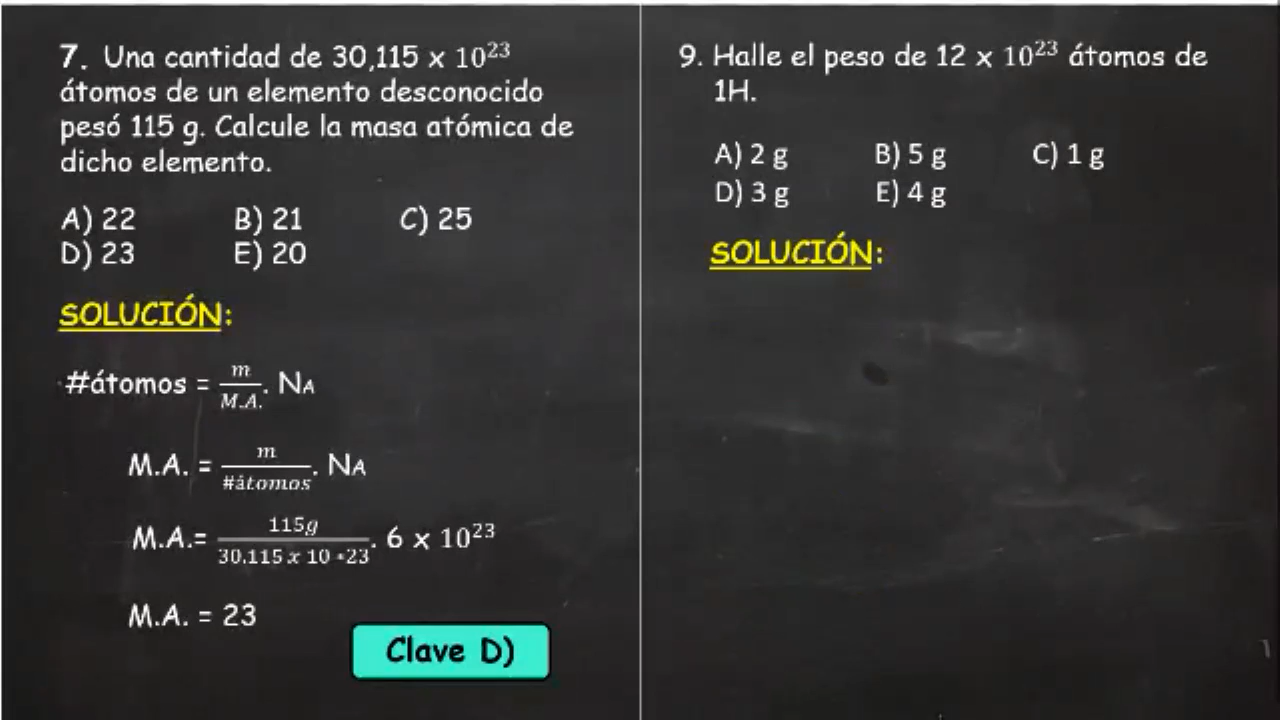 7. Una cantidad de 30,115 x 10²³
átomos de un elemento desconocido
pesó 115 g. Calcule la masa atómica de
dicho elemento.
A) 22 B) 21 C) 25
D) 23 E) 20
SOLUCIÓN:
#átomos = m/M.A. . NA
M.A. = m/#átomos . NA
M.A.= 115g/30.115 x 10 *23 . 6 x 10²³
M.A. = 23
Clave D)
9. Halle el peso de 12 x 10²³ átomos de
1H.
A) 2 g B) 5 g C) 1 g
D) 3 g E) 4 g
SOLUCIÓN: